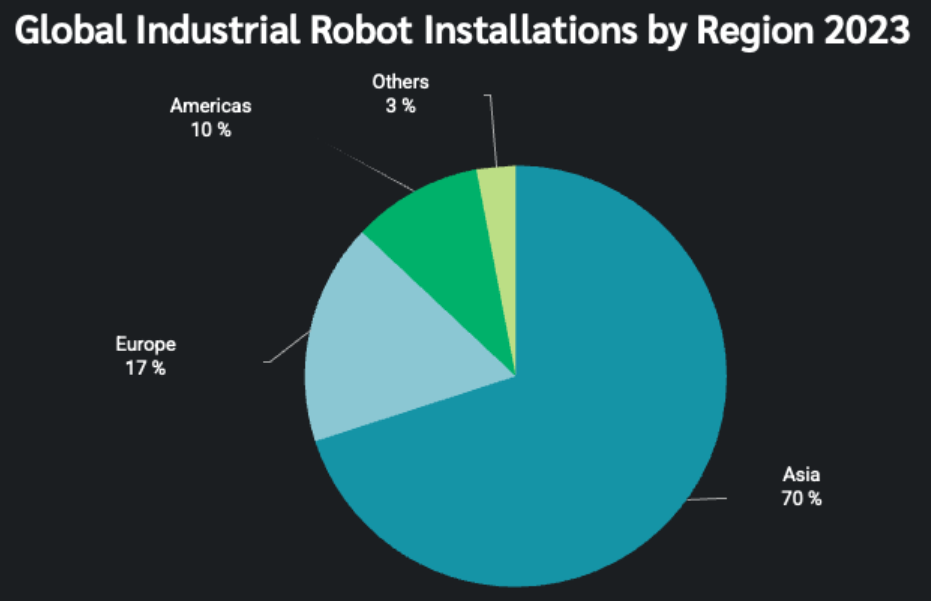 Global Industrial Robot Installations by Region 2023
Others
3 %
Americas
10 %
Europe
17 %
Asia
70 %